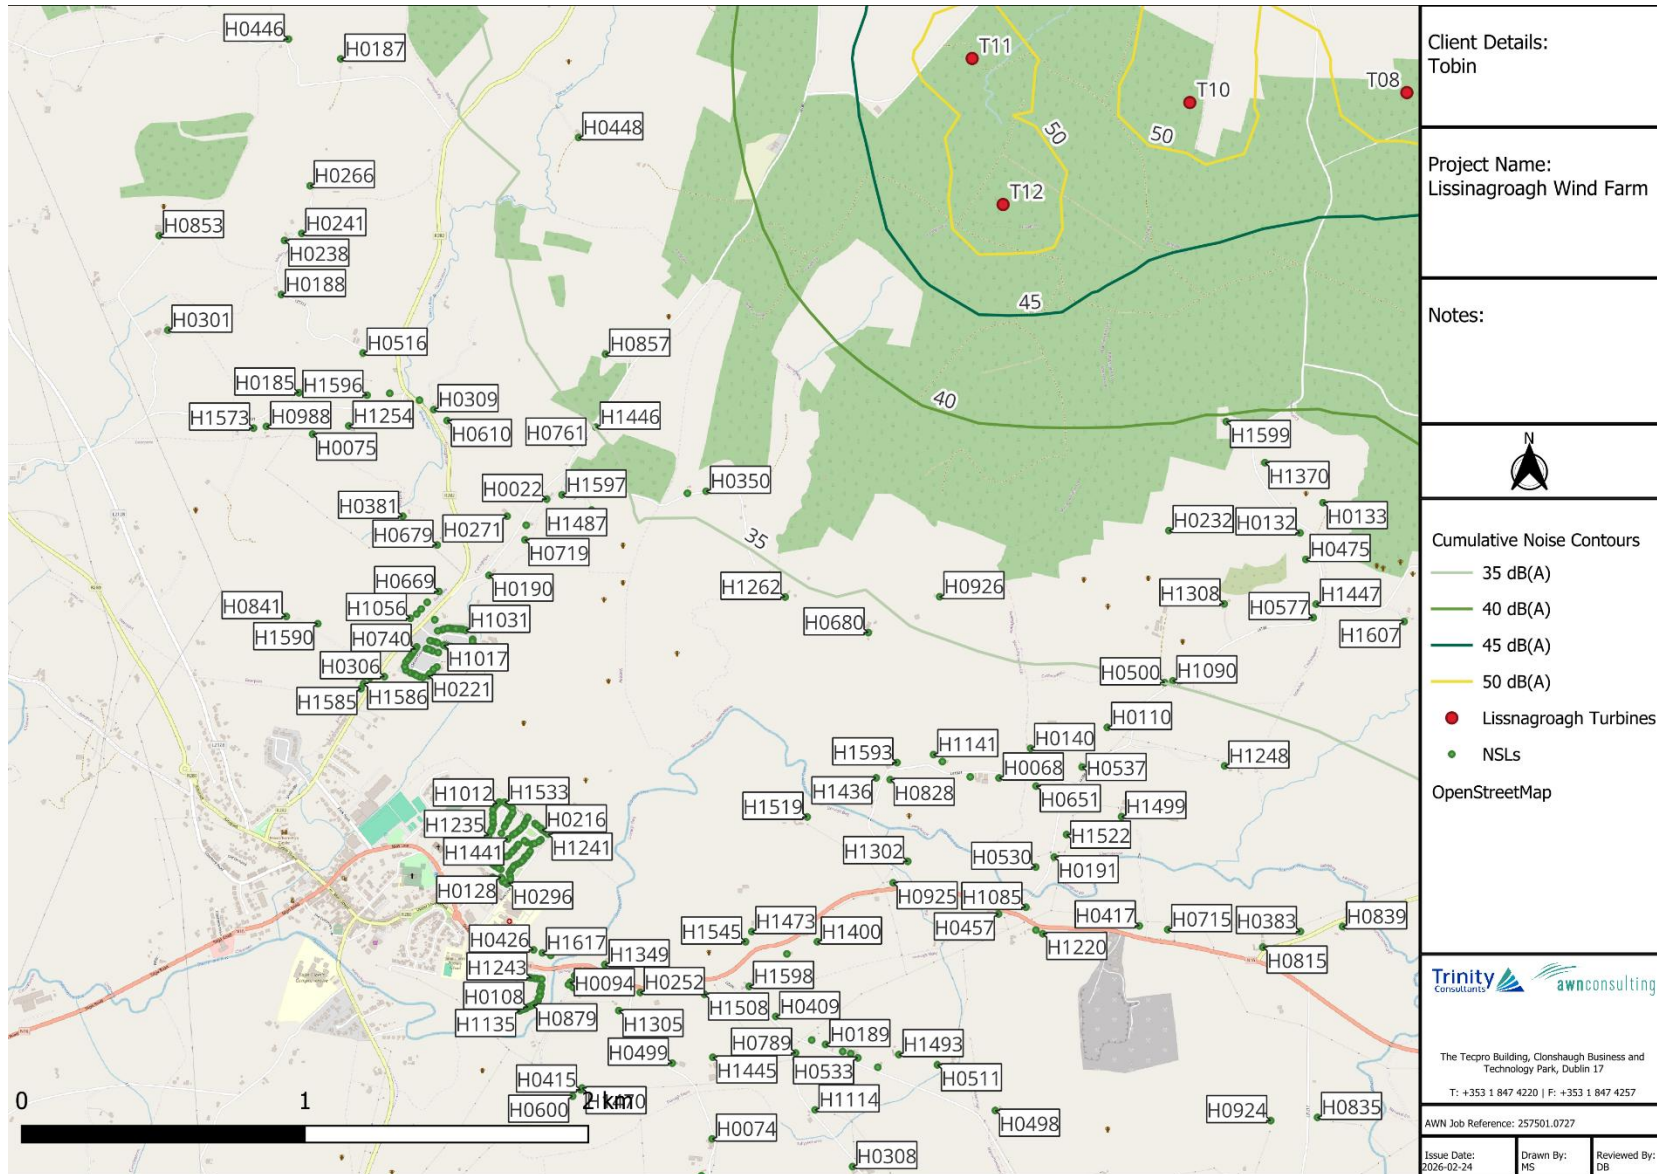 H0446
H0187
T11
T10
T08
H0448
50
50
H0266
T12
H0853
H0241
H0238
H0188
45
H0301
H0516
H0857
H0185
H1596
40
H0309
H1573
H0988
H1254
H0610
H0761
H1446
H1599
H0075
H1370
H0350
H0022
H1597
H0381
H0271
H1487
H0232
H0132
H0133
H0679
H0719
35
H0475
H0669
H0190
H1262
H0926
H1308
H0577
H1447
H0841
H1056
H1031
H0680
H1607
H1590
H0740
H1017
H0306
H0500
H1090
H1585
H1586
H0221
H0110
H1593
H1141
H0140
H1248
H1436
H0828
H0068
H0537
H1012
H1533
H0651
H1519
H1499
H1235
H0216
H1522
H1441
H1241
H1302
H0530
H0191
H0128
H0296
H0925
H1085
H0457
H0417
H0715
H0383
H0839
H1473
H1545
H1400
H1220
H0815
H0426
H1617
H1349
H1243
H0094
H0252
H1598
H0108
H1508
H0409
H1135
H0879
H1305
H0189
H0789
H1493
H0499
H1445
H0533
H0511
H0415
H0600
H1114
H0498
H0924
H0835
H0074
H0308
0
1
2 km
Client Details:
Tobin
Project Name:
Lissinagroagh Wind Farm
Notes:
N
Cumulative Noise Contours
35 dB(A)
40 dB(A)
45 dB(A)
50 dB(A)
Lissnagroagh Turbines
NSLs
OpenStreetMap
Trinity
Consultants
awnconsulting
The Tecpro Building, Clonshaugh Business and
Technology Park, Dublin 17
T: +353 1 847 4220 | F: +353 1 847 4257
AWN Job Reference: 257501.0727
Issue Date:
2026-02-24
Drawn By:
MS
Reviewed By:
DB